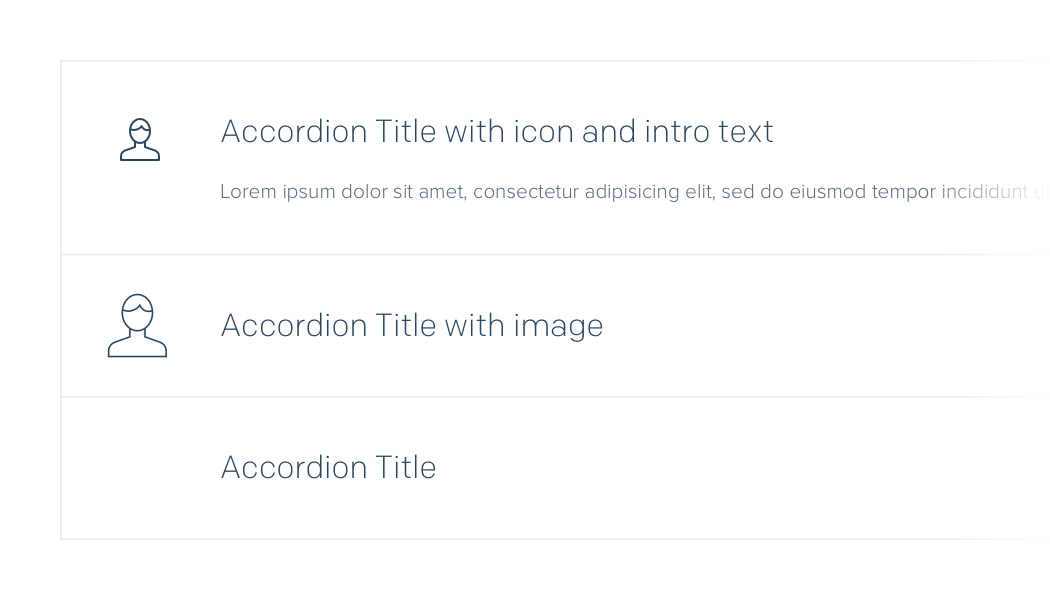 Accordion Title with icon and intro text
Lorem ipsum dolor sit amet, consectetur adipisicing elit, sed do eiusmod tempor incididunt
Accordion Title with image
Accordion Title